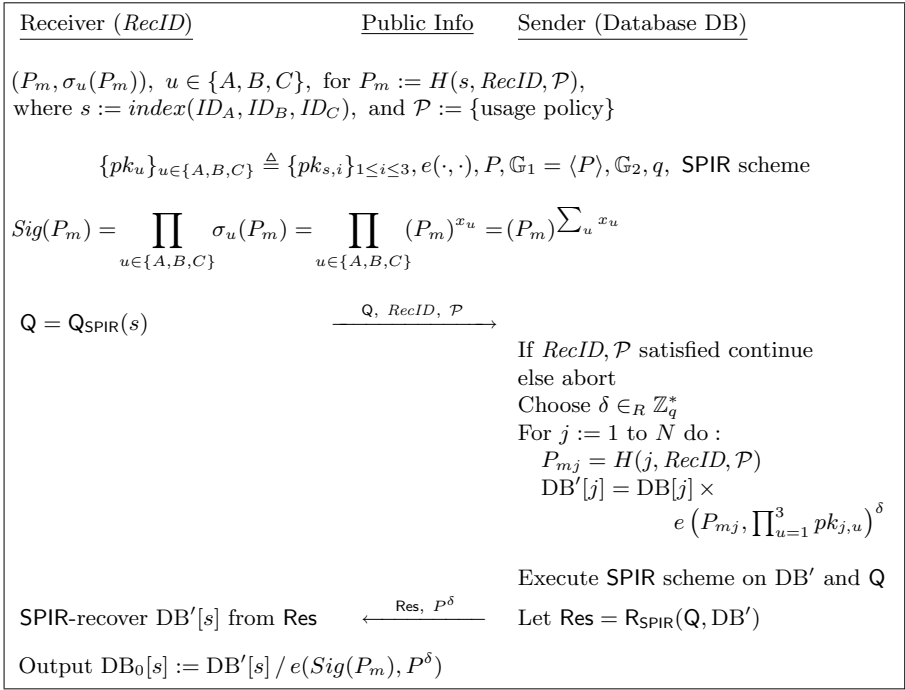 Receiver (RecID) Public Info Sender (Database DB)
(P_m, σ_u(P_m)), u ∈ {A, B, C}, for P_m := H(s, RecID, 𝒫),
where s := index(ID_A, ID_B, ID_C), and 𝒫 := {usage policy}
{pk_u}_{u∈{A,B,C}} ≜ {pk_{s,i}}_{1≤i≤3}, e(·,·), P, 𝔾_1 = ⟨P⟩, 𝔾_2, q, SPIR scheme
Sig(P_m) = ∏_{u∈{A,B,C}} σ_u(P_m) = ∏_{u∈{A,B,C}} (P_m)^{x_u} = (P_m)^{∑_u x_u}
Q = Q_SPIR(s) Q, RecID, 𝒫 ⟶
If RecID, 𝒫 satisfied continue
else abort
Choose δ ∈_R ℤ_q^*
For j := 1 to N do :
P_{mj} = H(j, RecID, 𝒫)
DB′[j] = DB[j] ×
e (P_{mj}, ∏_{u=1}^{3} pk_{j,u})^δ
Execute SPIR scheme on DB′ and Q
SPIR-recover DB′[s] from Res ⟵ Res, P^δ Let Res = R_SPIR(Q, DB′)
Output DB_0[s] := DB′[s] / e(Sig(P_m), P^δ)